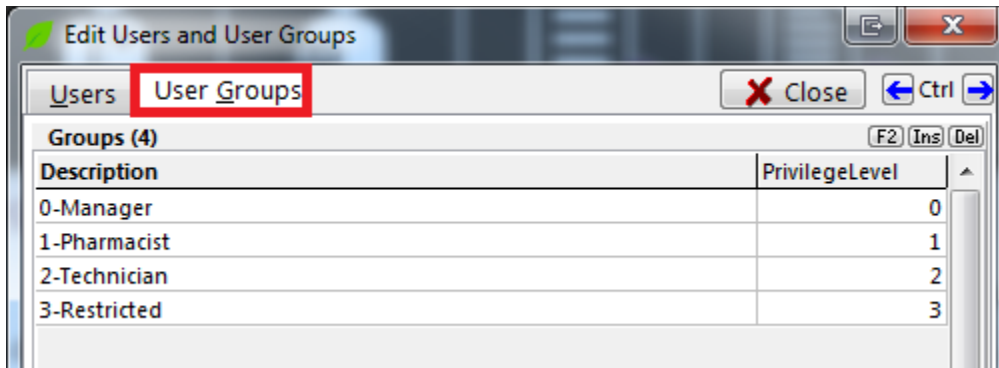 Edit Users and User Groups
Users User Groups Close Ctrl
Groups (4) F2 Ins Del
Description PrivilegeLevel
0-Manager 0
1-Pharmacist 1
2-Technician 2
3-Restricted 3